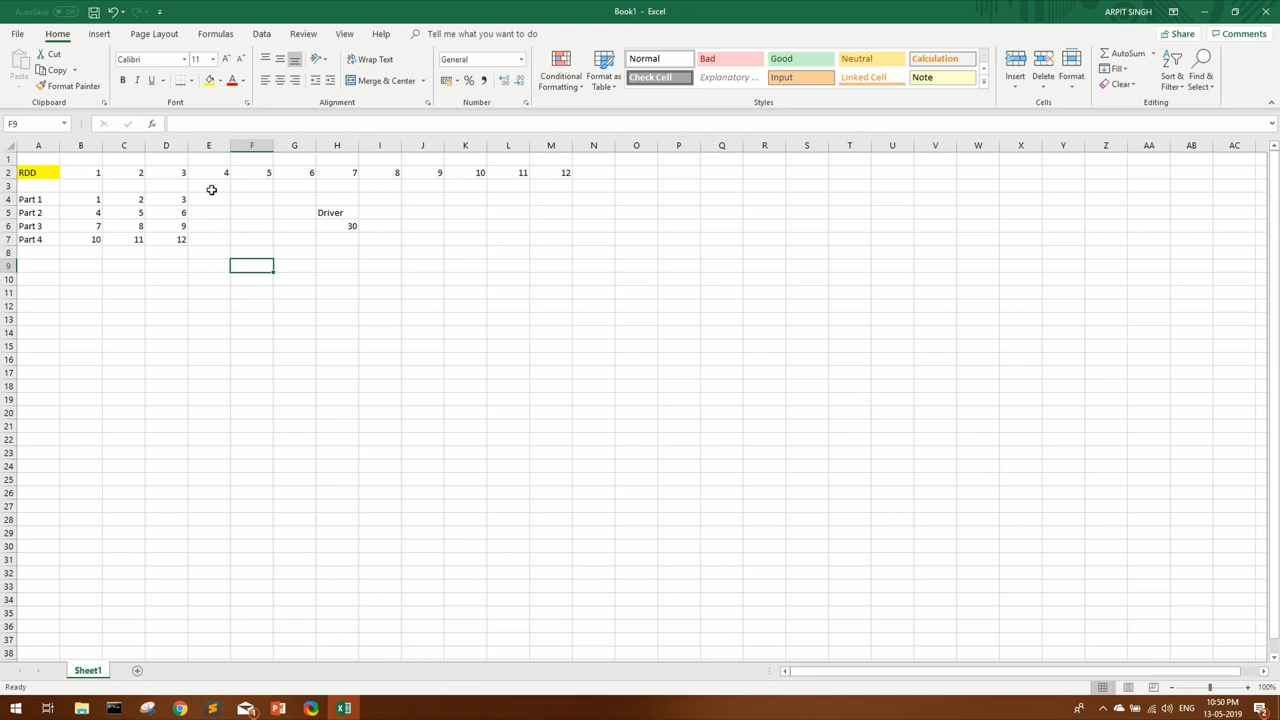 AutoSave Off Book1 - Excel ARPIT SINGH
File Home Insert Page Layout Formulas Data Review View Help Tell me what you want to do Share Comments
Paste Cut Copy Format Painter
Calibri 11
B I U A
Wrap Text
Merge & Center
General
% ,
Conditional Formatting Format as Table
Normal Bad Good Neutral Calculation
Check Cell Explanatory ... Input Linked Cell Note
Insert Delete Format
AutoSum Fill Clear
Sort & Filter Find & Select
Clipboard Font Alignment Number Styles Cells Editing
F9 fx
A B C D E F G H I J K L M N O P Q R S T U V W X Y Z AA AB AC
1
2 RDD 1 2 3 4 5 6 7 8 9 10 11 12
3
4 Part 1 1 2 3
5 Part 2 4 5 6 Driver
6 Part 3 7 8 9 30
7 Part 4 10 11 12
8
9
10
11
12
13
14
15
16
17
18
19
20
21
22
23
24
25
26
27
28
29
30
31
32
33
34
35
36
37
38
Sheet1
Ready 100%
ENG 10:50 PM
13-05-2019